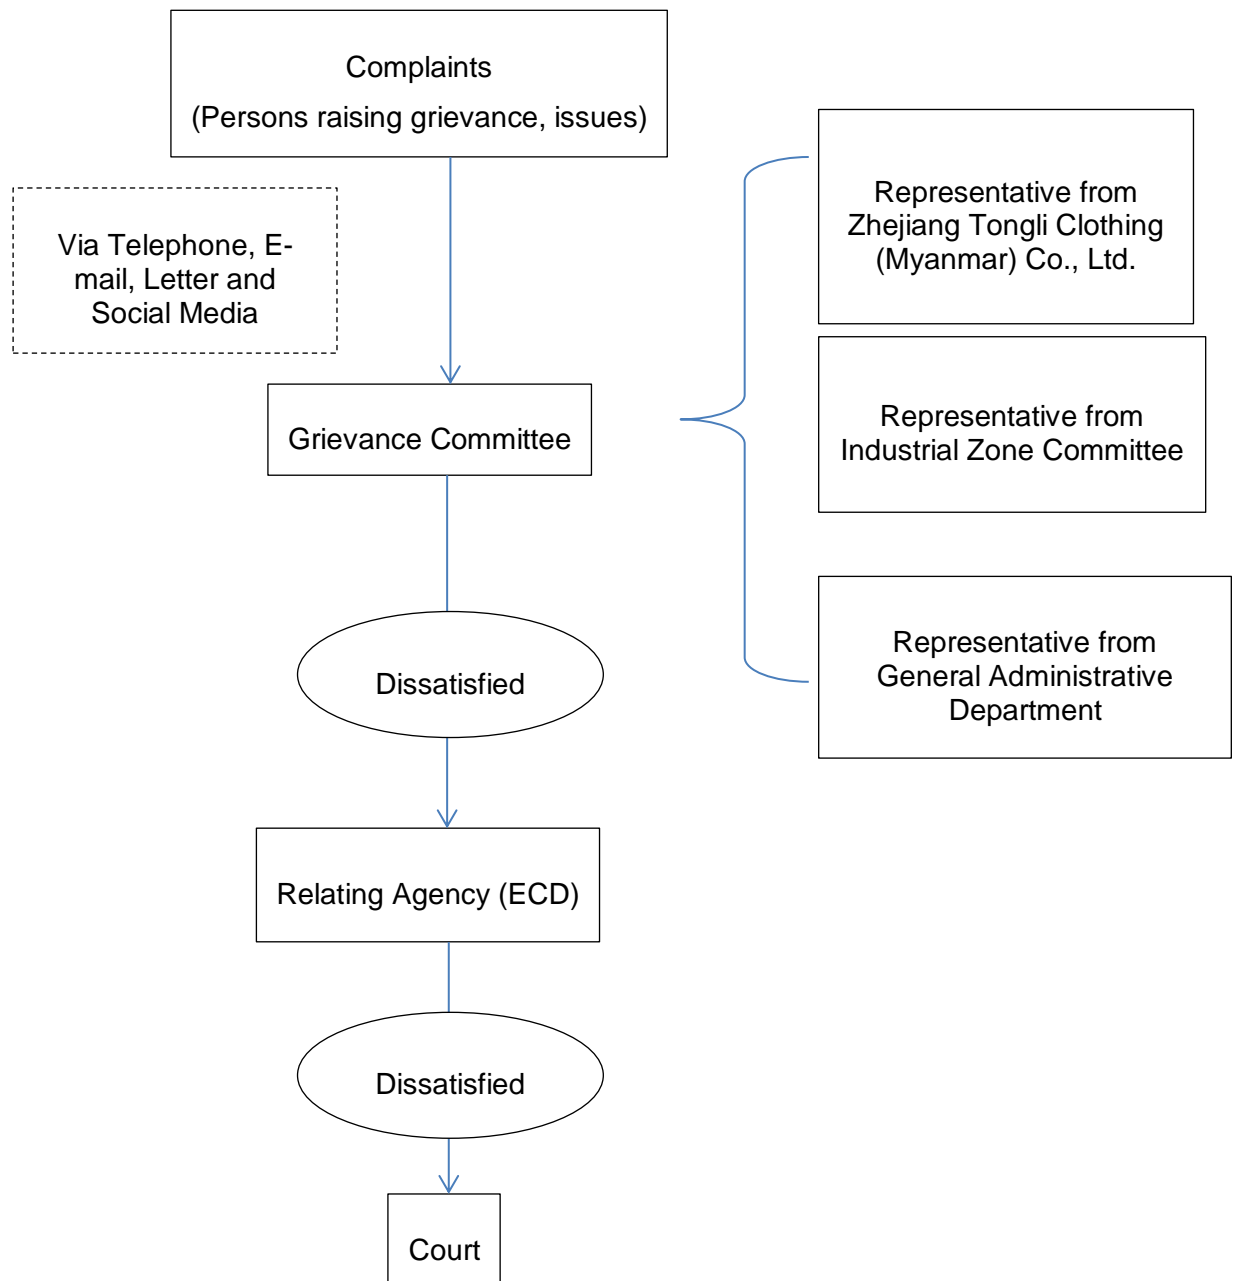 Complaints
(Persons raising grievance, issues)
Via Telephone, E-
mail, Letter and
Social Media
Grievance Committee
Representative from
Zhejiang Tongli Clothing
(Myanmar) Co., Ltd.
Representative from
Industrial Zone Committee
Representative from
General Administrative
Department
Dissatisfied
Relating Agency (ECD)
Dissatisfied
Court